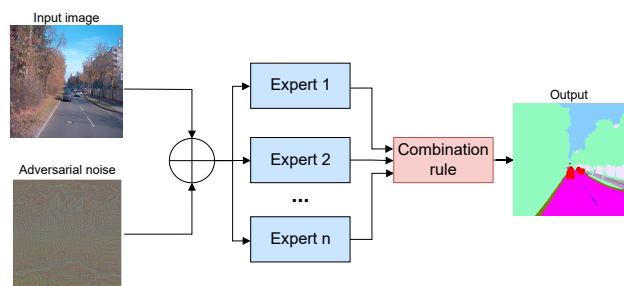 Input image
Adversarial noise
Expert 1
Expert 2
...
Expert n
Combination
rule
Output